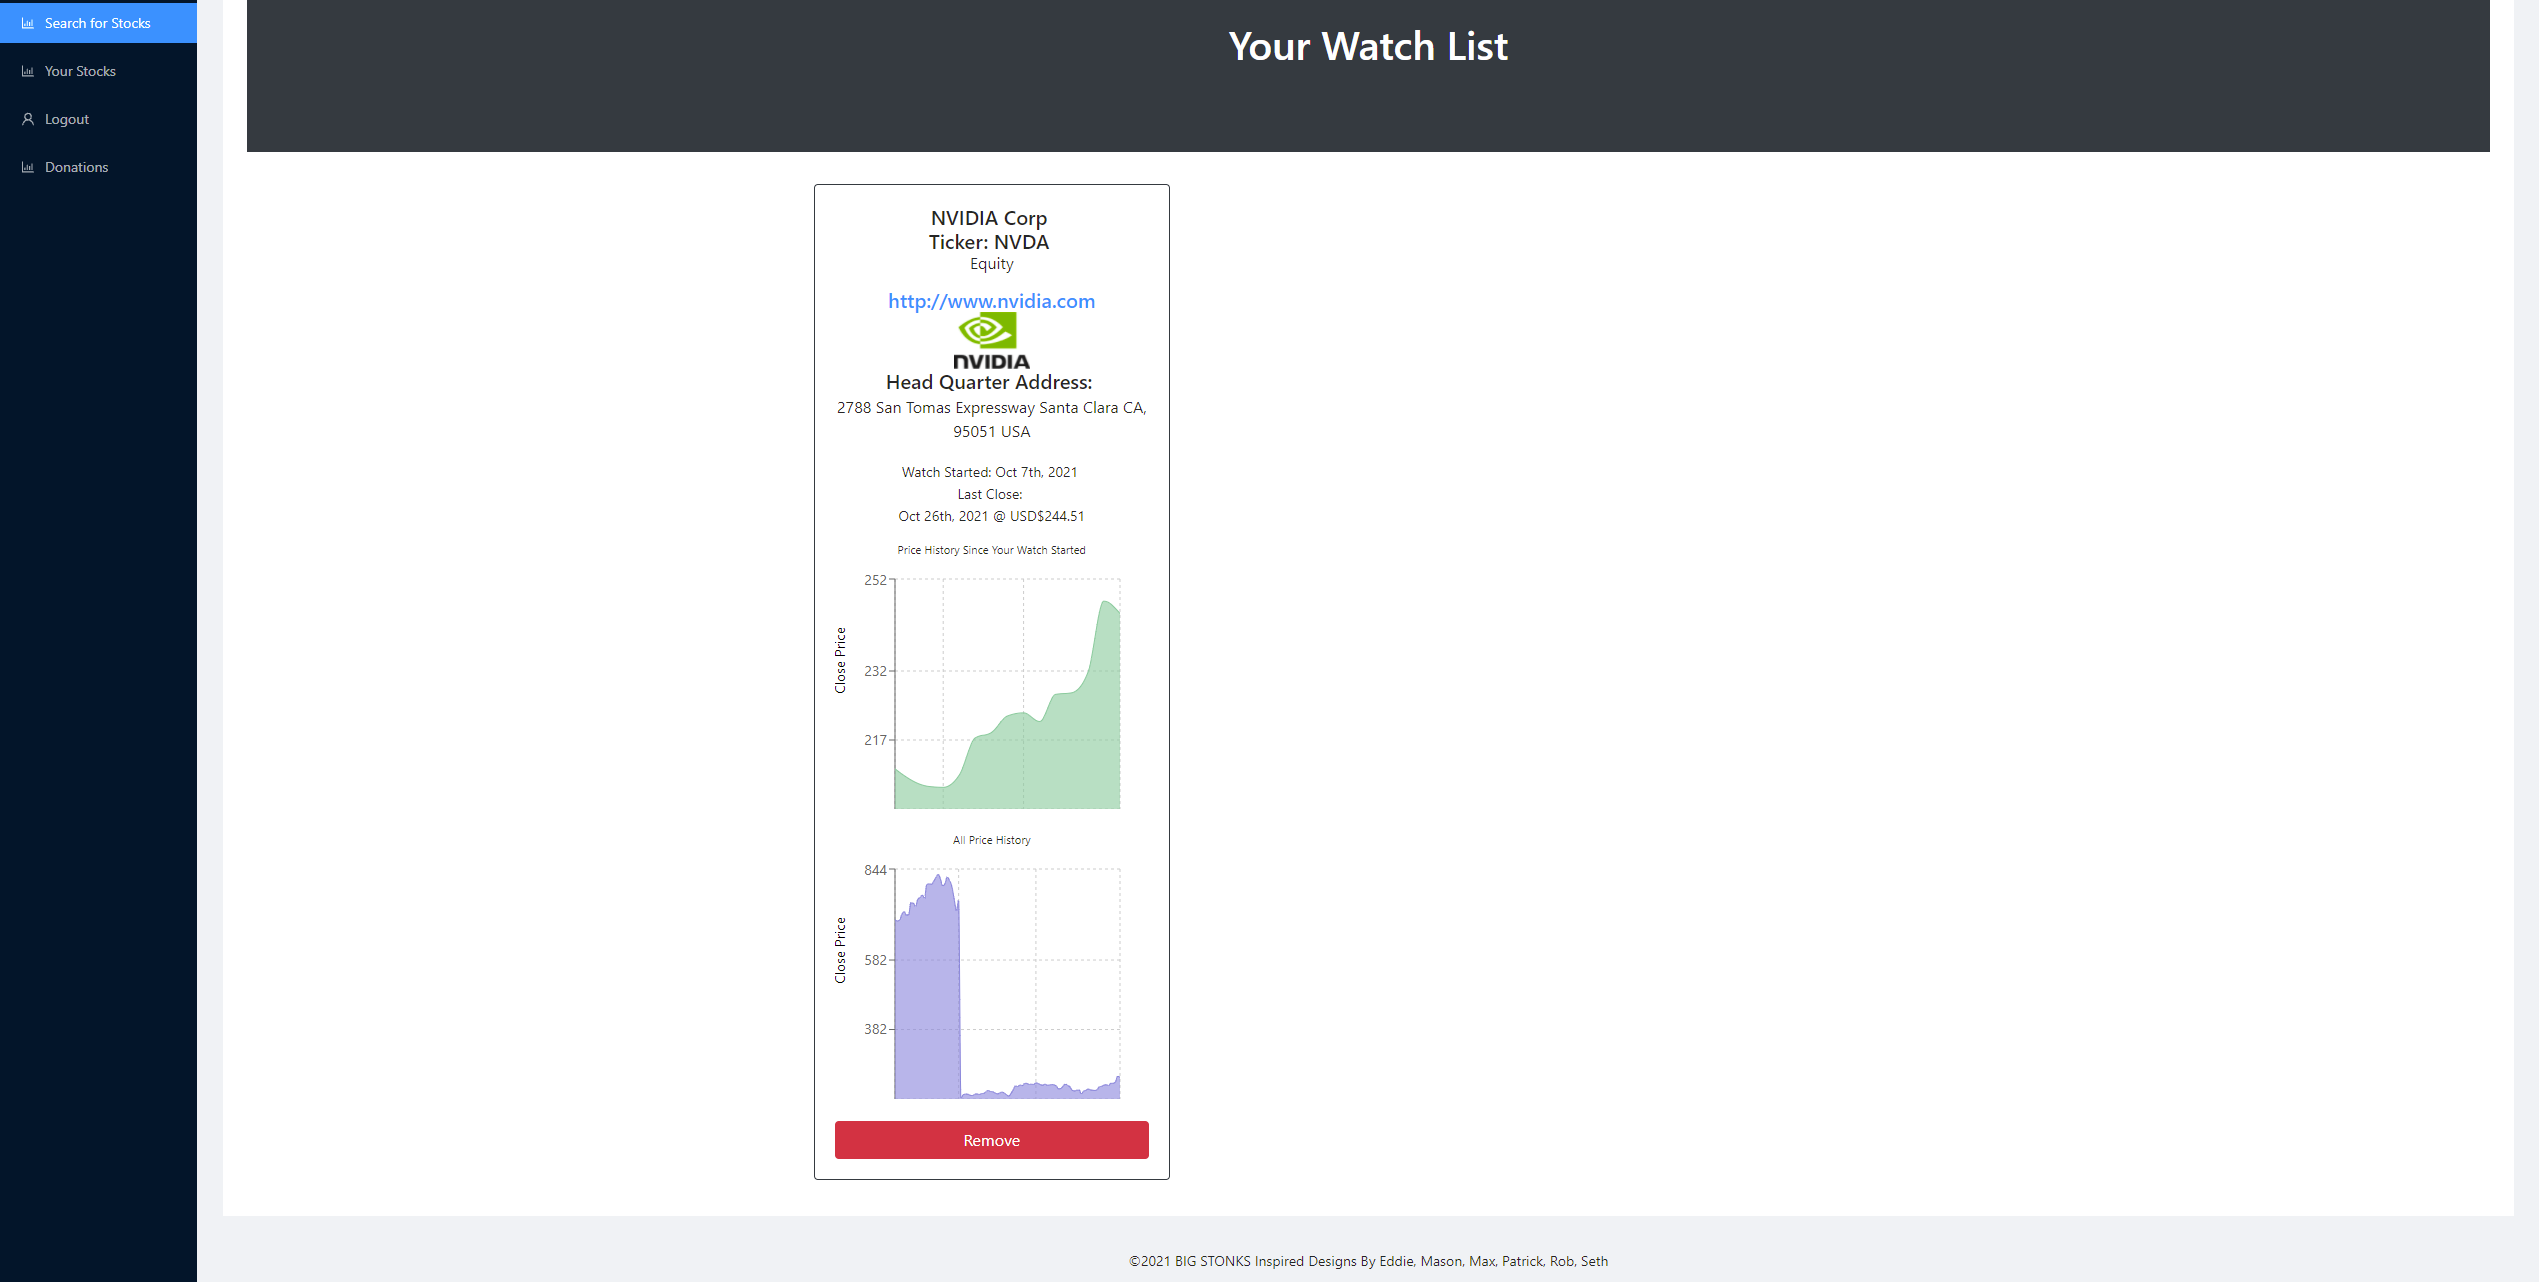 Search for Stocks
Your Stocks
Logout
Donations
Your Watch List
NVIDIA Corp
Ticker: NVDA
Equity
http://www.nvidia.com
NVIDIA
Head Quarter Address:
2788 San Tomas Expressway Santa Clara CA,
95051 USA
Watch Started: Oct 7th, 2021
Last Close:
Oct 26th, 2021 @ USD$244.51
Price History Since Your Watch Started
252
232
217
Close Price
All Price History
844
582
382
Close Price
Remove
©2021 BIG STONKS Inspired Designs By Eddie, Mason, Max, Patrick, Rob, Seth